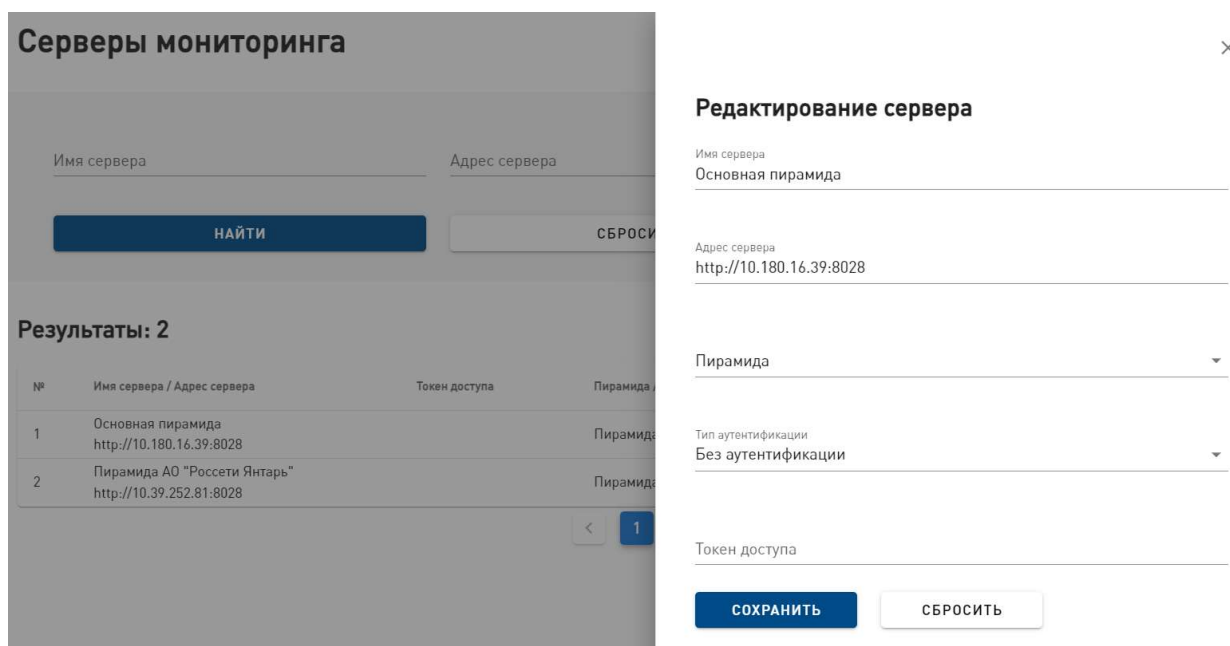 Серверы мониторинга
Имя сервера
Адрес сервера
НАЙТИ
Результаты: 2
№ Имя сервера / Адрес сервера Токен доступа Пирамида /
1 Основная пирамида
http://10.180.16.39:8028
Пирамида
2 Пирамида АО "Россети Янтарь"
http://10.39.252.81:8028
Пирамида
1
Редактирование сервера
Имя сервера
Основная пирамида
Адрес сервера
http://10.180.16.39:8028
Пирамида
Тип аутентификации
Без аутентификации
Токен доступа
СОХРАНИТЬ
СБРОСИТЬ